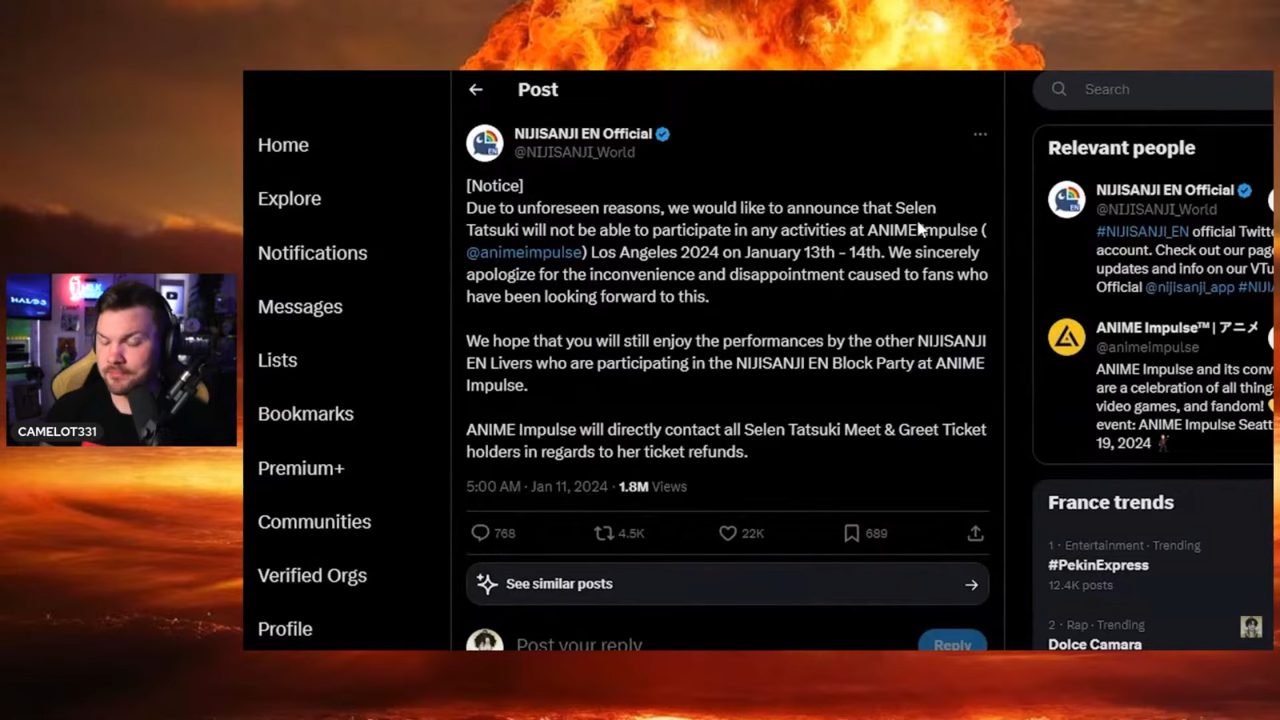 Post
Search
Home
Explore
Notifications
Messages
Lists
Bookmarks
Premium+
Communities
Verified Orgs
Profile
NIJISANJI EN Official
@NIJISANJI_World
[Notice]
Due to unforeseen reasons, we would like to announce that Selen
Tatsuki will not be able to participate in any activities at ANIME Impulse (
@animeimpulse) Los Angeles 2024 on January 13th - 14th. We sincerely
apologize for the inconvenience and disappointment caused to fans who
have been looking forward to this.
We hope that you will still enjoy the performances by the other NIJISANJI
EN Livers who are participating in the NIJISANJI EN Block Party at ANIME
Impulse.
ANIME Impulse will directly contact all Selen Tatsuki Meet & Greet Ticket
holders in regards to her ticket refunds.
5:00 AM · Jan 11, 2024 · 1.8M Views
768 4.5K 22K 689
See similar posts
Post your reply
Reply
Relevant people
NIJISANJI EN Official
@NIJISANJI_World
#NIJISANJI_EN official Twitte
account. Check out our page
updates and info on our VTu
Official @nijisanji_app #NIJI
ANIME Impulse™ | アニメ
@animeimpulse
ANIME Impulse and its conv
are a celebration of all thing
video games, and fandom!
event: ANIME Impulse Seatt
19, 2024
France trends
1 · Entertainment · Trending
#PekinExpress
12.4K posts
2 · Rap · Trending
Dolce Camara
CAMELOT331